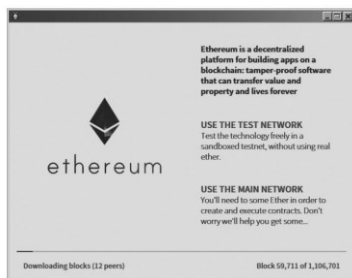 Ethereum is a decentralized
platform for building apps on a
blockchain: tamper-proof software
that can transfer value and
property and lives forever
ethereum
USE THE TEST NETWORK
Test the technology freely in a
sandboxed testnet, without using real
ether.
USE THE MAIN NETWORK
You'll need to some Ether in order to
create and execute contracts. Don't
worry we'll help you get some...
Downloading blocks (12 peers)
Block 59,711 of 1,106,701